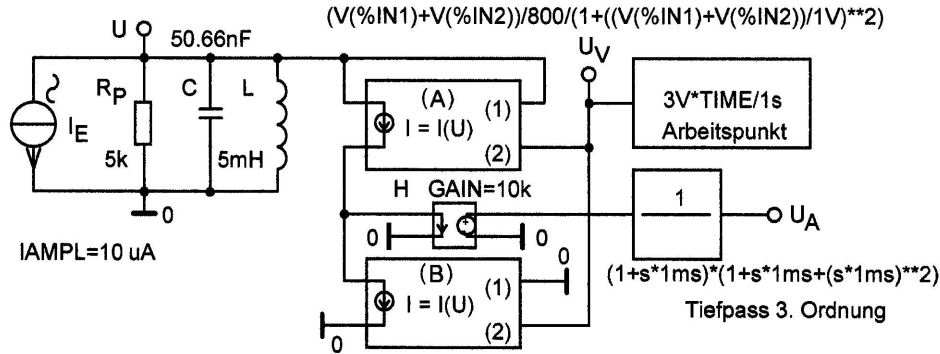 (V(%IN1)+V(%IN2))/800/(1+((V(%IN1)+V(%IN2))/1V)**2)
U
50.66nF
U_V
R_P
C
L
(A)
(1)
I = I(U)
(2)
3V*TIME/1s
Arbeitspunkt
I_E
5k
5mH
0
H GAIN=10k
0
0
1
U_A
IAMPL=10 uA
0
(B)
(1)
I = I(U)
(2)
0
(1+s*1ms)*(1+s*1ms+(s*1ms)**2)
Tiefpass 3. Ordnung